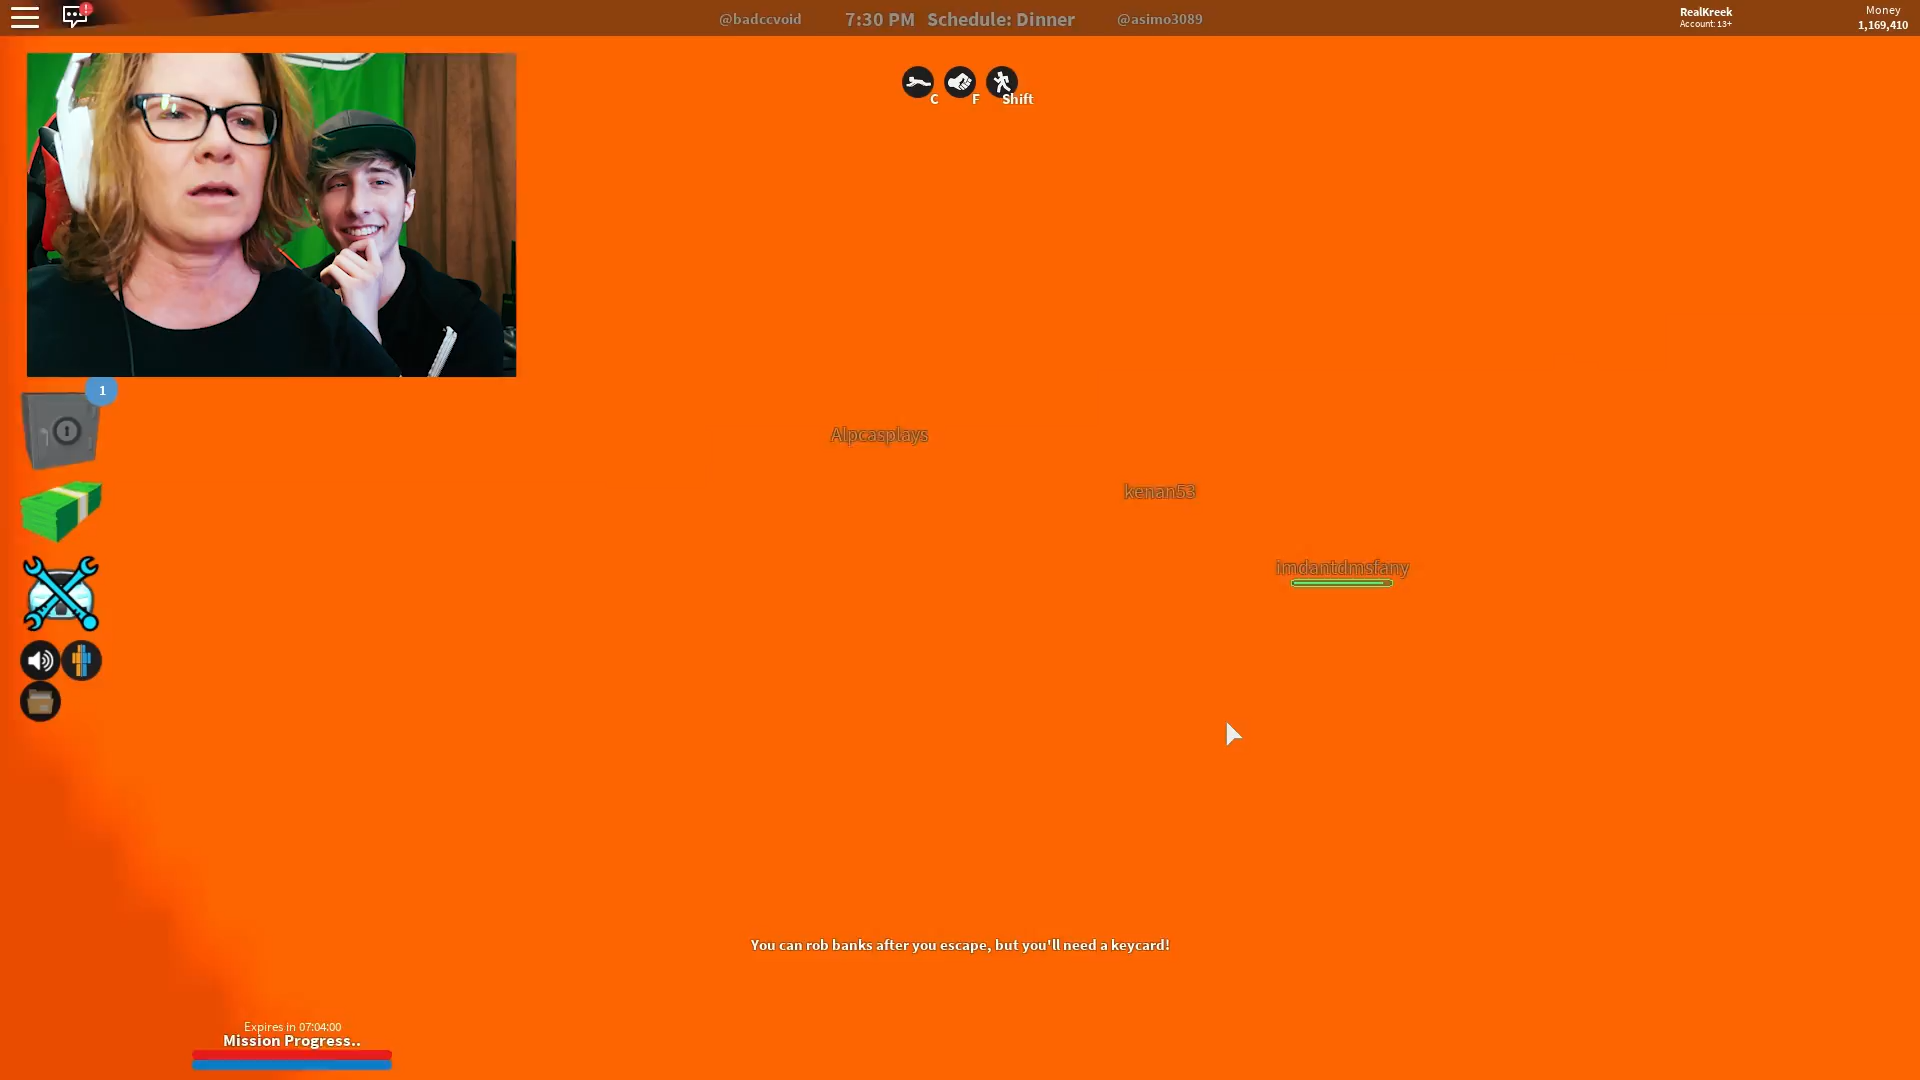 @badccvoid 7:30 PM Schedule: Dinner @asimo3089
RealKreek
Account: 13+
Money
1,169,410
C F Shift
1
Alpcasplays
kenan53
imdantdmsfany
You can rob banks after you escape, but you'll need a keycard!
Expires in 07:04:00
Mission Progress..